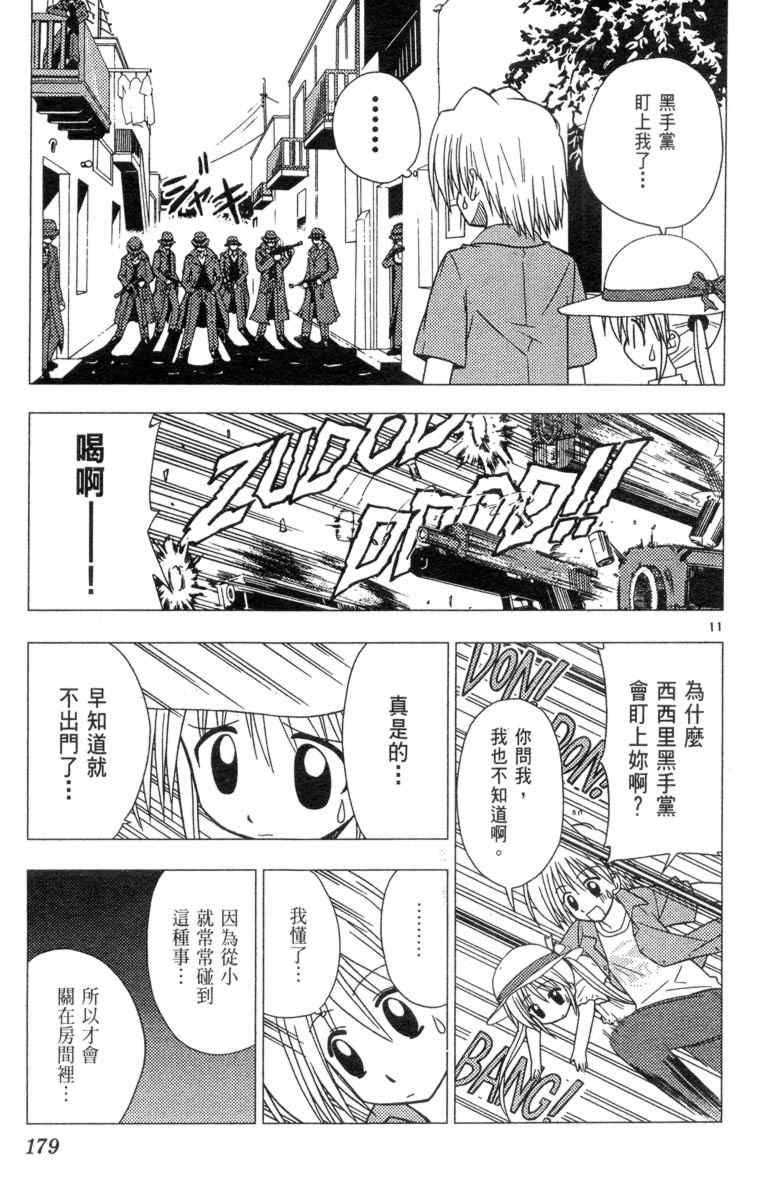 黑手黨
盯上我了…
……
ジャキ
ZUDODO
DDDOD!!
喝啊——！
11
為什麼
西西里黑手黨
會盯上妳啊？
你問我，
我也不知道啊。
DON!
DON!
BANG!
真是的…
早知道就
不出門了…
………
我懂了…
因為從小
就常常碰到
這種事…
所以才會
關在房間裡…
179